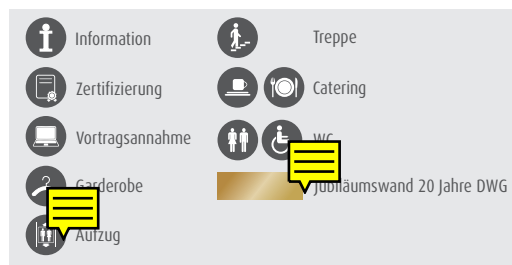 Information
Zertifizierung
Vortragsannahme
Garderobe
Aufzug
Treppe
Catering
WC
Jubiläumswand 20 Jahre DWG